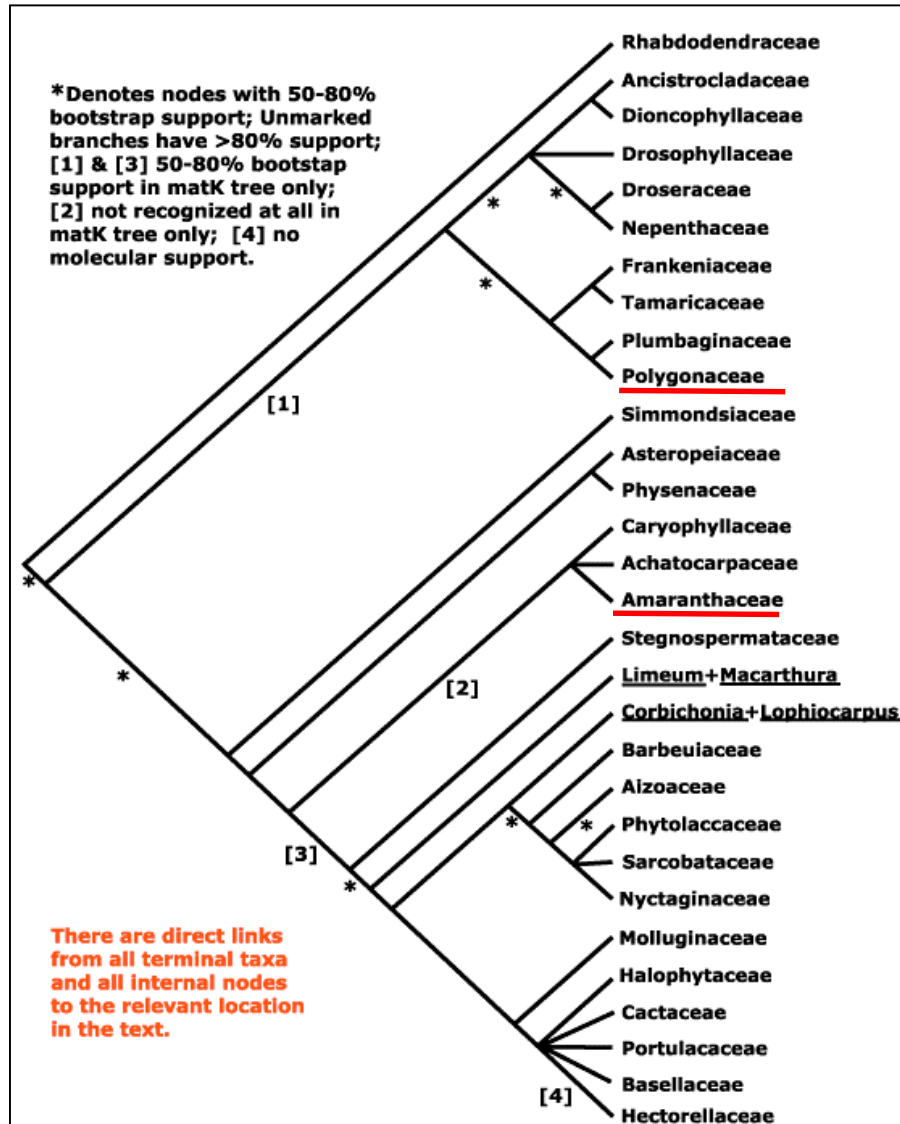 Rhabdodendraceae
*Denotes nodes with 50-80%
bootstrap support; Unmarked
branches have >80% support;
[1] & [3] 50-80% bootstap
support in matK tree only;
[2] not recognized at all in
matK tree only; [4] no
molecular support.
Ancistrocladaceae
Dioncophyllaceae
Drosophyllaceae
*
*
Droseraceae
Nepenthaceae
Frankeniaceae
*
Tamaricaceae
Plumbaginaceae
Polygonaceae
[1]
Simmondsiaceae
Asteropeiaceae
Physenaceae
Caryophyllaceae
Achatocarpaceae
*
Amaranthaceae
Stegnospermataceae
*
Limeum+Macarthura
[2]
Corbichonia+Lophiocarpus
Barbeuiaceae
Aizoaceae
*
*
Phytolaccaceae
[3]
Sarcobataceae
*
Nyctaginaceae
There are direct links
from all terminal taxa
and all internal nodes
to the relevant location
in the text.
Molluginaceae
Halophytaceae
Cactaceae
Portulacaceae
Basellaceae
[4]
Hectorellaceae